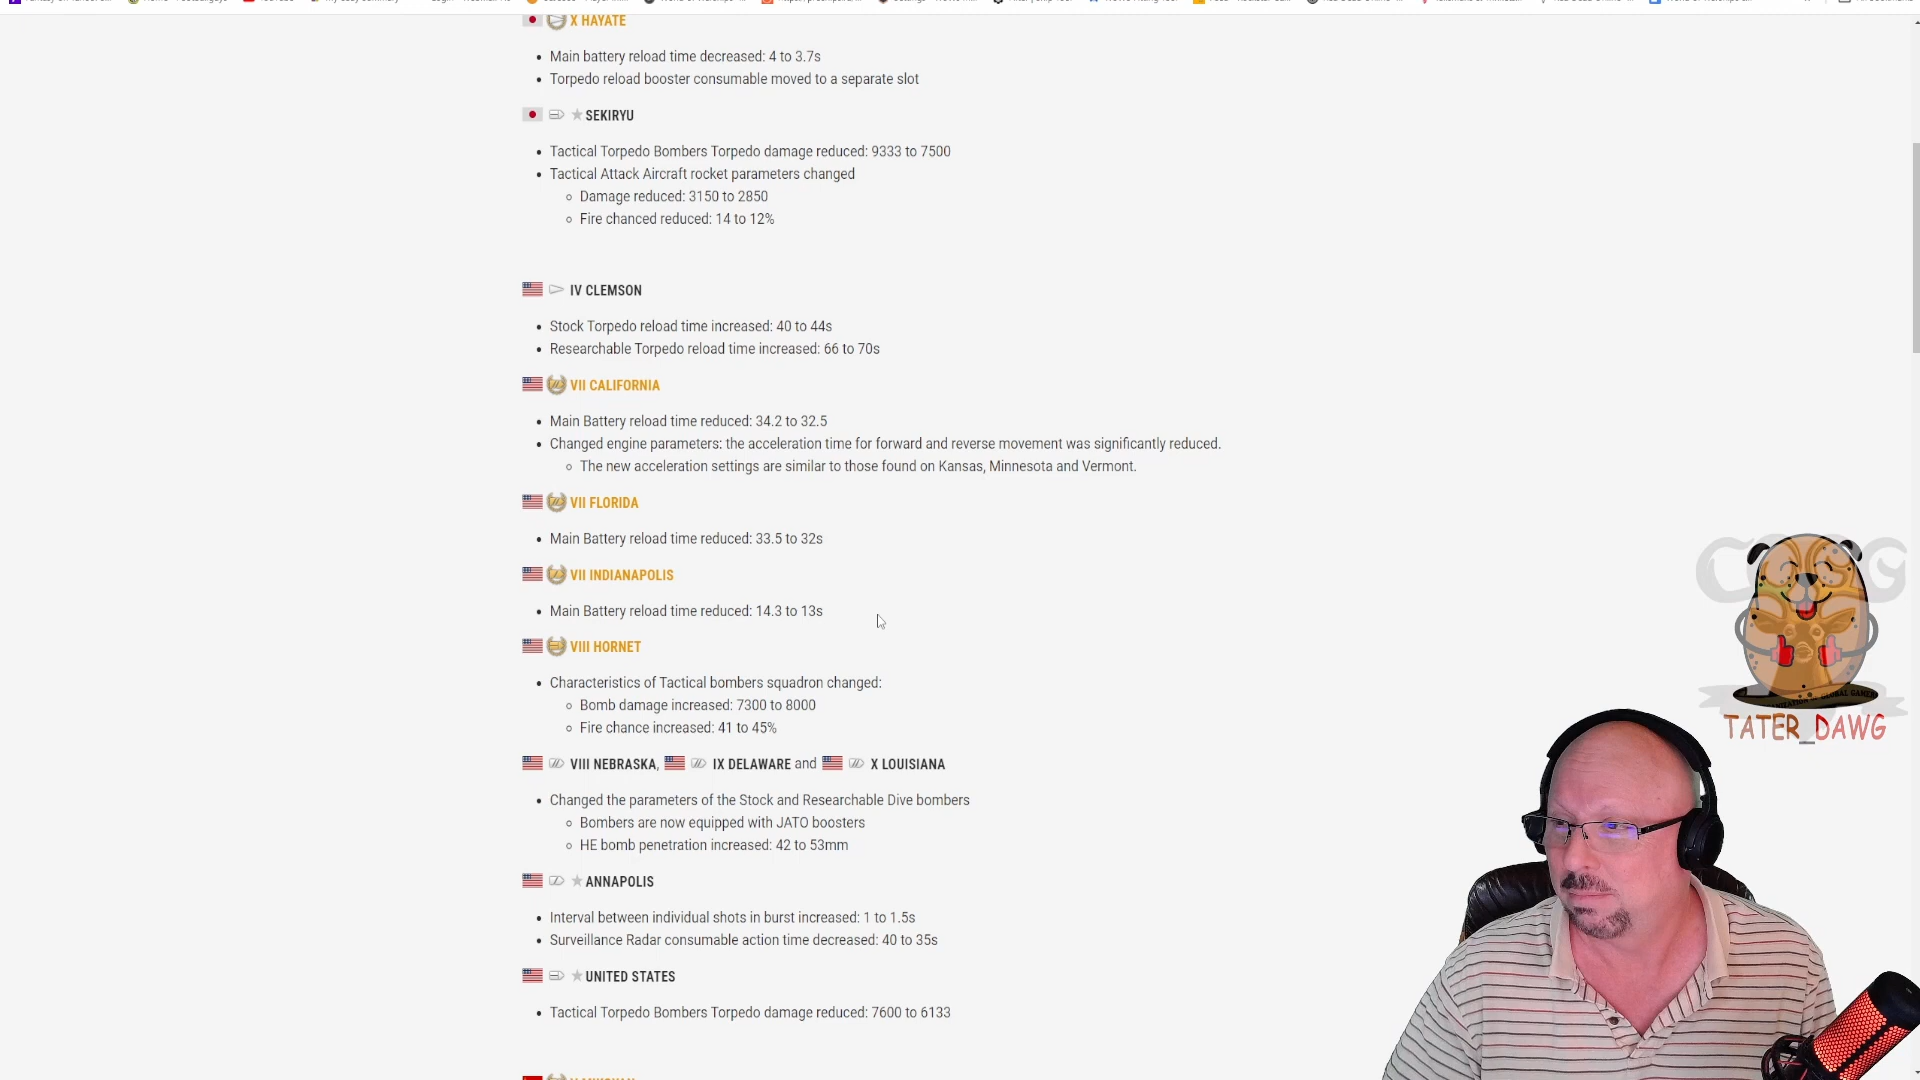 X HAYATE
Main battery reload time decreased: 4 to 3.7s
Torpedo reload booster consumable moved to a separate slot
SEKIRYU
Tactical Torpedo Bombers Torpedo damage reduced: 9333 to 7500
Tactical Attack Aircraft rocket parameters changed
Damage reduced: 3150 to 2850
Fire chanced reduced: 14 to 12%
IV CLEMSON
Stock Torpedo reload time increased: 40 to 44s
Researchable Torpedo reload time increased: 66 to 70s
VII CALIFORNIA
Main Battery reload time reduced: 34.2 to 32.5
Changed engine parameters: the acceleration time for forward and reverse movement was significantly reduced.
The new acceleration settings are similar to those found on Kansas, Minnesota and Vermont.
VII FLORIDA
Main Battery reload time reduced: 33.5 to 32s
VII INDIANAPOLIS
Main Battery reload time reduced: 14.3 to 13s
VIII HORNET
Characteristics of Tactical bombers squadron changed:
Bomb damage increased: 7300 to 8000
Fire chance increased: 41 to 45%
VIII NEBRASKA, IX DELAWARE and X LOUISIANA
Changed the parameters of the Stock and Researchable Dive bombers
Bombers are now equipped with JATO boosters
HE bomb penetration increased: 42 to 53mm
ANNAPOLIS
Interval between individual shots in burst increased: 1 to 1.5s
Surveillance Radar consumable action time decreased: 40 to 35s
UNITED STATES
Tactical Torpedo Bombers Torpedo damage reduced: 7600 to 6133
TATER_DAWG